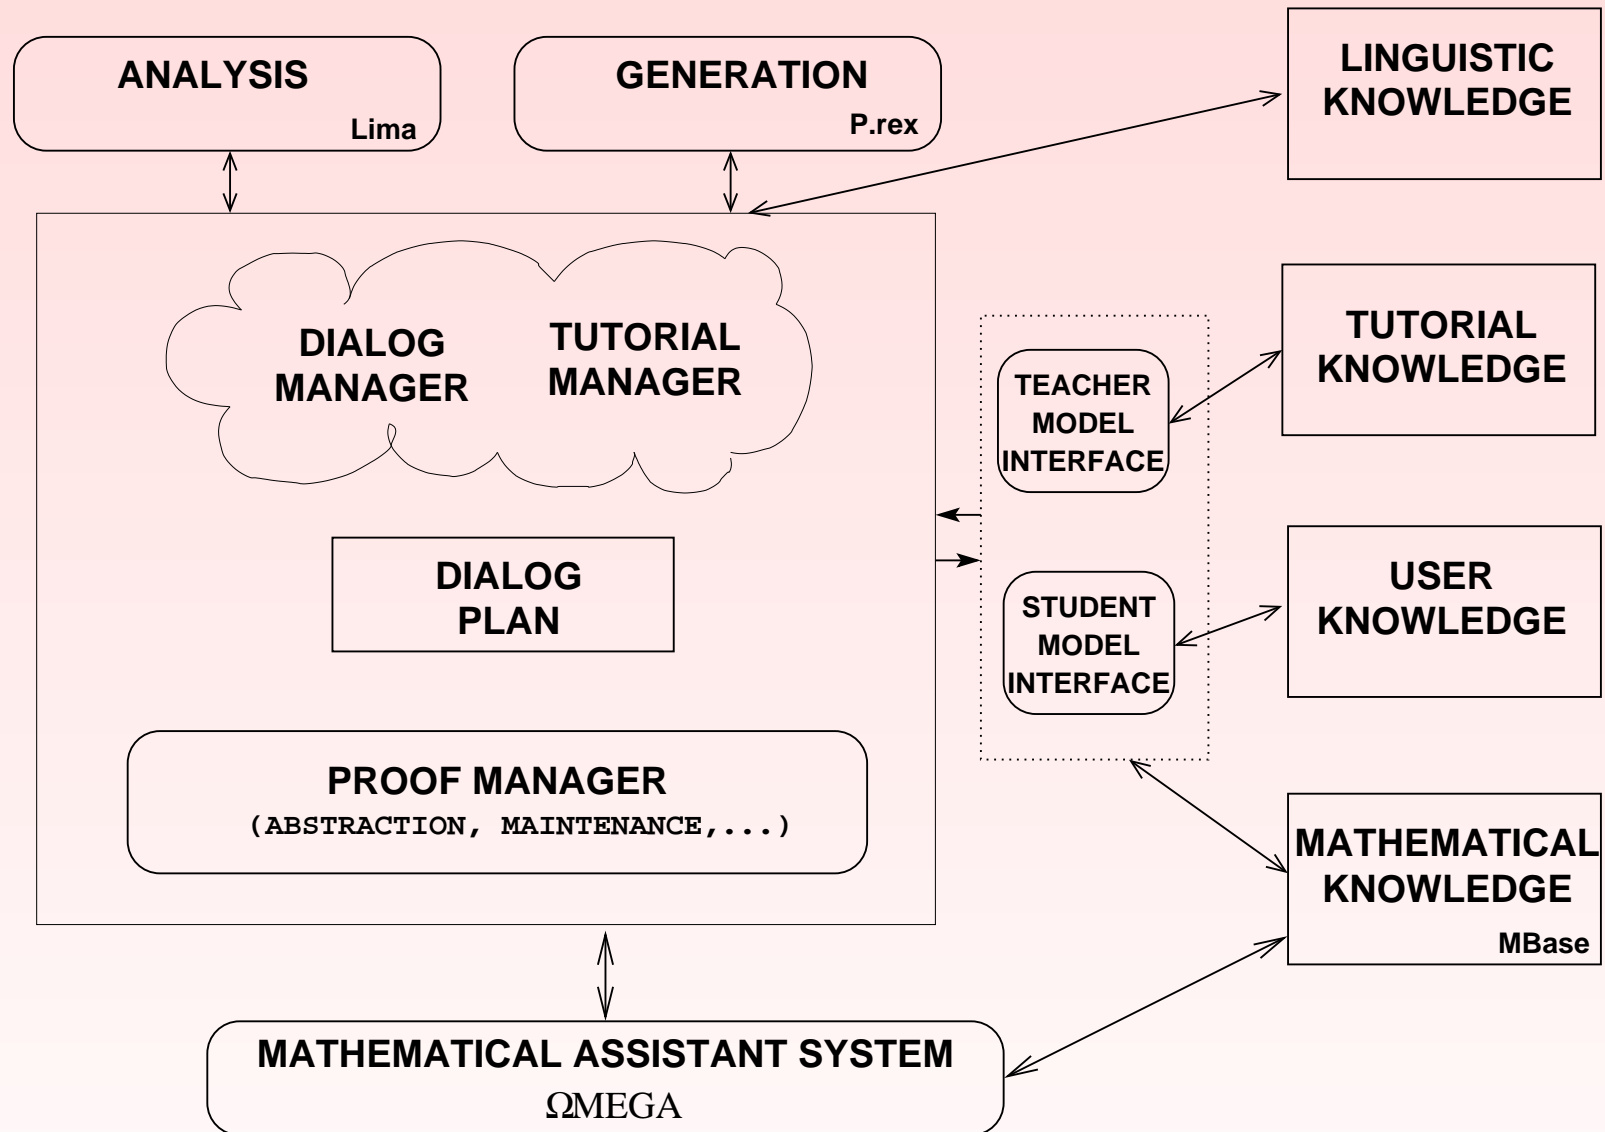 ANALYSIS
Lima
GENERATION
P.rex
LINGUISTIC
KNOWLEDGE
DIALOG
MANAGER
TUTORIAL
MANAGER
TEACHER
MODEL
INTERFACE
TUTORIAL
KNOWLEDGE
DIALOG
PLAN
STUDENT
MODEL
INTERFACE
USER
KNOWLEDGE
PROOF MANAGER
(ABSTRACTION, MAINTENANCE,...)
MATHEMATICAL
KNOWLEDGE
MBase
MATHEMATICAL ASSISTANT SYSTEM
ΩMEGA